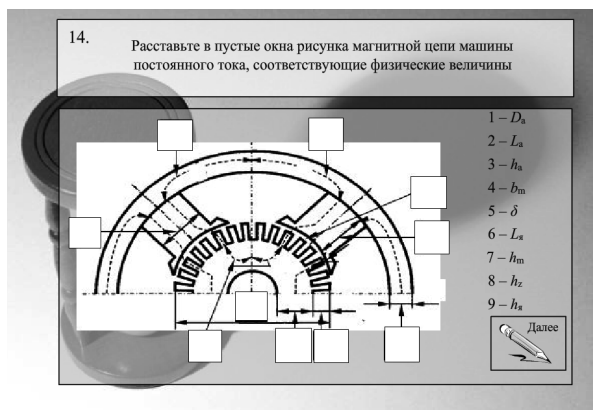 14.
Расставьте в пустые окна рисунка магнитной цепи машины
постоянного тока, соответствующие физические величины
1 – Dа
2 – Lа
3 – hа
4 – bm
5 – δ
6 – Lя
7 – hm
8 – hz
9 – hя
Далее